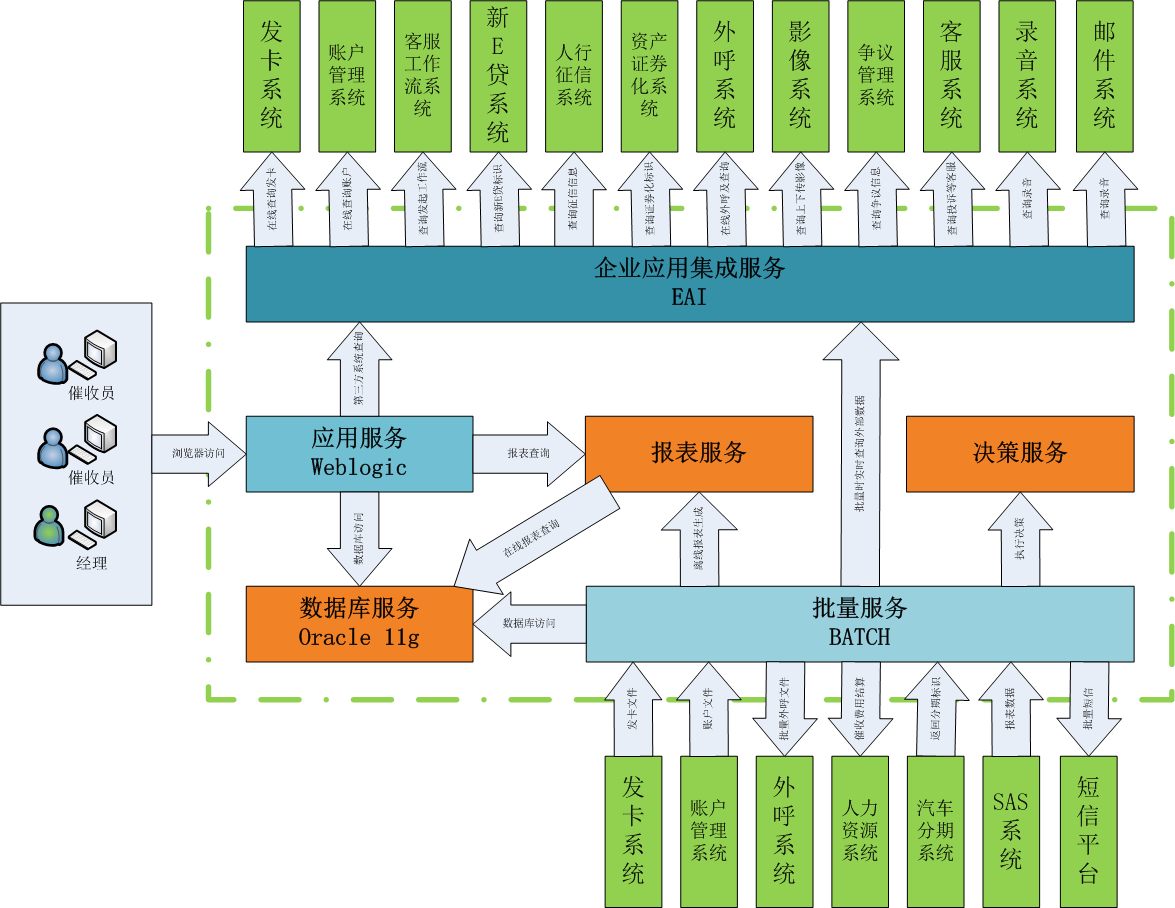 发卡系统
账户管理系统
客服工作流系统
新E贷系统
人行征信系统
资产证券化系统
外呼系统
影像系统
争议管理系统
客服系统
录音系统
邮件系统
在线查询发卡
在线查询账户
查询发起工作流
查询新E贷标识
查询征信信息
查询证券化标识
在线外呼及查询
查询上下传影像
查询争议信息
查询投诉等客服
查询录音
查询录音
企业应用集成服务
EAI
第三方系统查询
批量时实时查询外部数据
催收员
催收员
经理
浏览器访问
应用服务
Weblogic
报表查询
报表服务
决策服务
数据库访问
在线报表查询
离线报表生成
执行决策
数据库服务
Oracle 11g
数据库访问
批量服务
BATCH
发卡文件
账户文件
批量外呼文件
催收费用结算
返回分期标识
报表数据
批量短信
发卡系统
账户管理系统
外呼系统
人力资源系统
汽车分期系统
SAS系统
短信平台